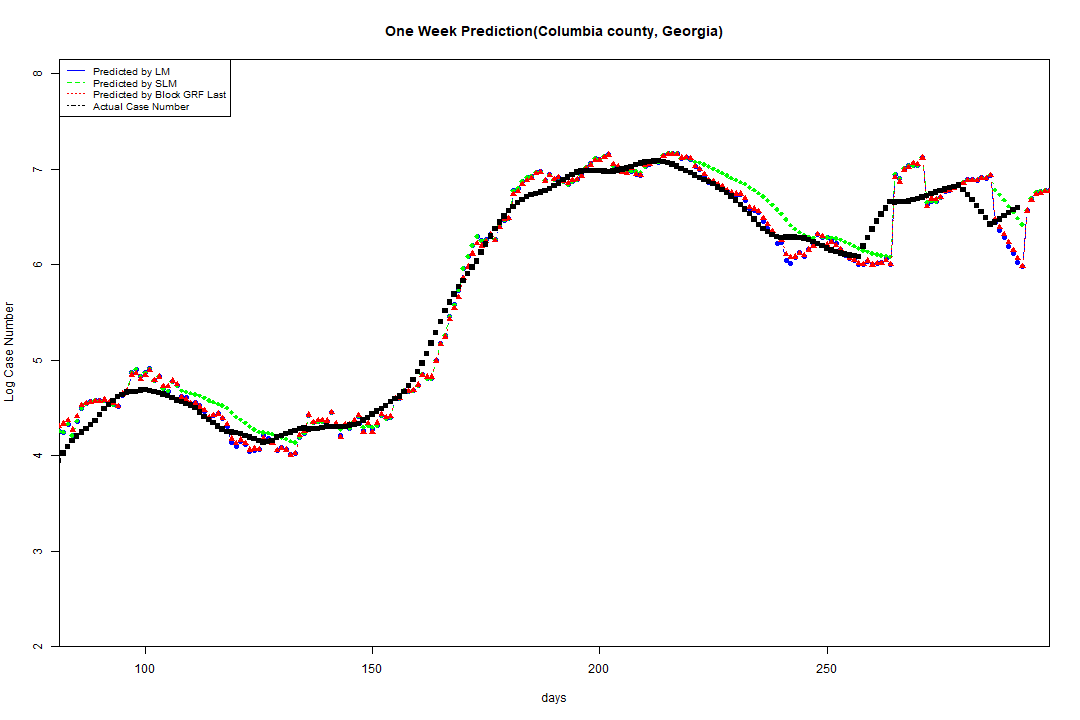 One Week Prediction(Columbia county, Georgia)
Predicted by LM
Predicted by SLM
Predicted by Block GRF Last
Actual Case Number
8
7
6
5
4
3
2
Log Case Number
100 150 200 250
days